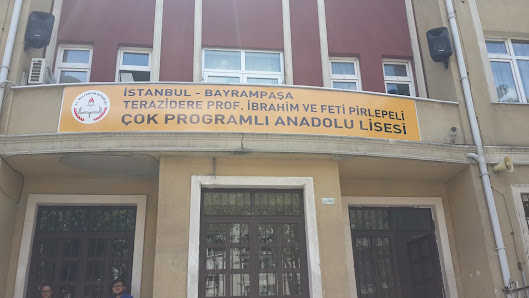 İSTANBUL - BAYRAMPAŞA
TERAZİDERE PROF. İBRAHİM VE FETİ PİRLEPELİ
ÇOK PROGRAMLI ANADOLU LİSESİ